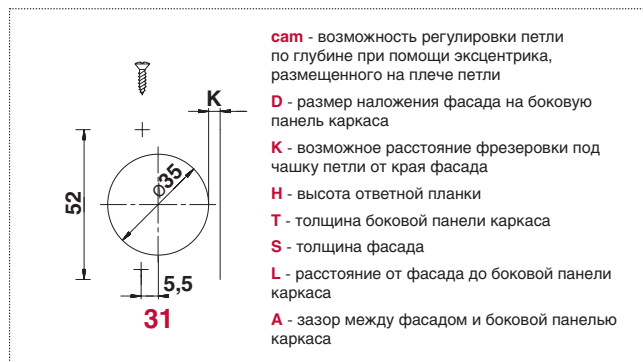 K
52
ø35
5,5
31
cam - возможность регулировки петли
по глубине при помощи эксцентрика,
размещенного на плече петли
D - размер наложения фасада на боковую
панель каркаса
K - возможное расстояние фрезеровки под
чашку петли от края фасада
H - высота ответной планки
T - толщина боковой панели каркаса
S - толщина фасада
L - расстояние от фасада до боковой панели
каркаса
A - зазор между фасадом и боковой панелью
каркаса